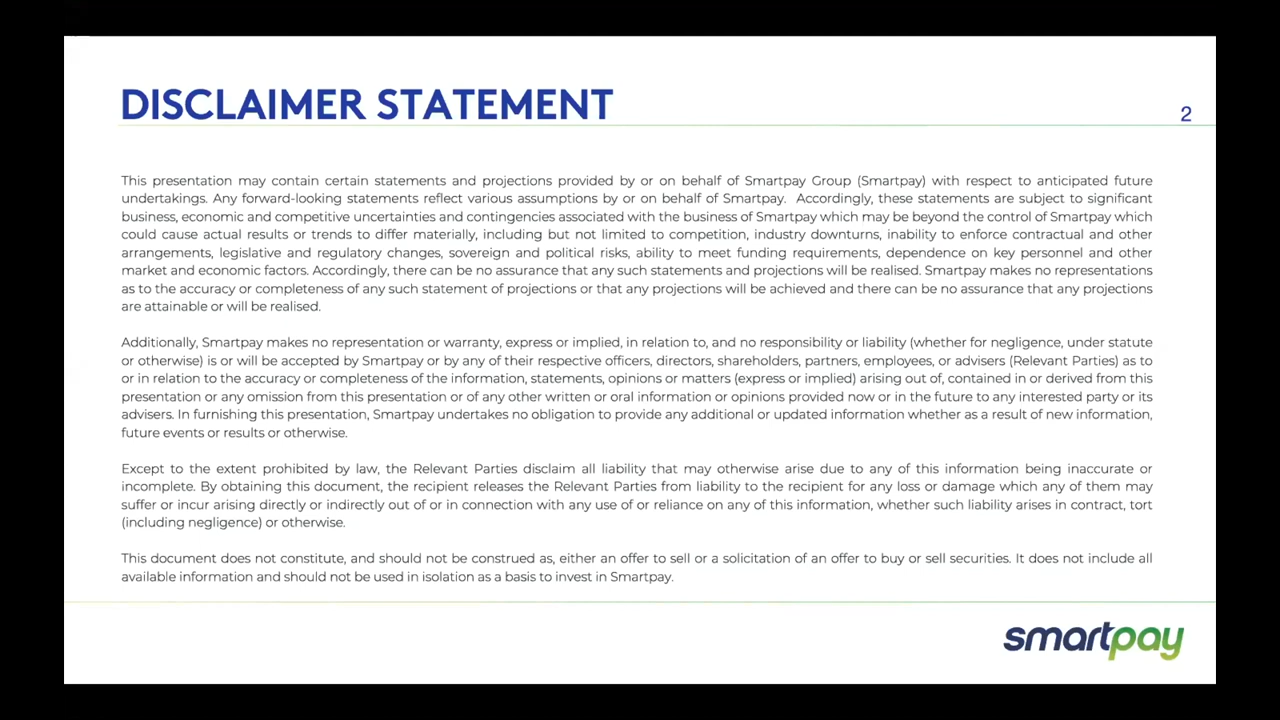 DISCLAIMER STATEMENT
2
This presentation may contain certain statements and projections provided by or on behalf of Smartpay Group (Smartpay) with respect to anticipated future
undertakings. Any forward-looking statements reflect various assumptions by or on behalf of Smartpay.  Accordingly, these statements are subject to significant
business, economic and competitive uncertainties and contingencies associated with the business of Smartpay which may be beyond the control of Smartpay which
could cause actual results or trends to differ materially, including but not limited to competition, industry downturns, inability to enforce contractual and other
arrangements, legislative and regulatory changes, sovereign and political risks, ability to meet funding requirements, dependence on key personnel and other
market and economic factors. Accordingly, there can be no assurance that any such statements and projections will be realised. Smartpay makes no representations
as to the accuracy or completeness of any such statement of projections or that any projections will be achieved and there can be no assurance that any projections
are attainable or will be realised.
Additionally, Smartpay makes no representation or warranty, express or implied, in relation to, and no responsibility or liability (whether for negligence, under statute
or otherwise) is or will be accepted by Smartpay or by any of their respective officers, directors, shareholders, partners, employees, or advisers (Relevant Parties) as to
or in relation to the accuracy or completeness of the information, statements, opinions or matters (express or implied) arising out of, contained in or derived from this
presentation or any omission from this presentation or of any other written or oral information or opinions provided now or in the future to any interested party or its
advisers. In furnishing this presentation, Smartpay undertakes no obligation to provide any additional or updated information whether as a result of new information,
future events or results or otherwise.
Except to the extent prohibited by law, the Relevant Parties disclaim all liability that may otherwise arise due to any of this information being inaccurate or
incomplete. By obtaining this document, the recipient releases the Relevant Parties from liability to the recipient for any loss or damage which any of them may
suffer or incur arising directly or indirectly out of or in connection with any use of or reliance on any of this information, whether such liability arises in contract, tort
(including negligence) or otherwise.
This document does not constitute, and should not be construed as, either an offer to sell or a solicitation of an offer to buy or sell securities. It does not include all
available information and should not be used in isolation as a basis to invest in Smartpay.
smartpay